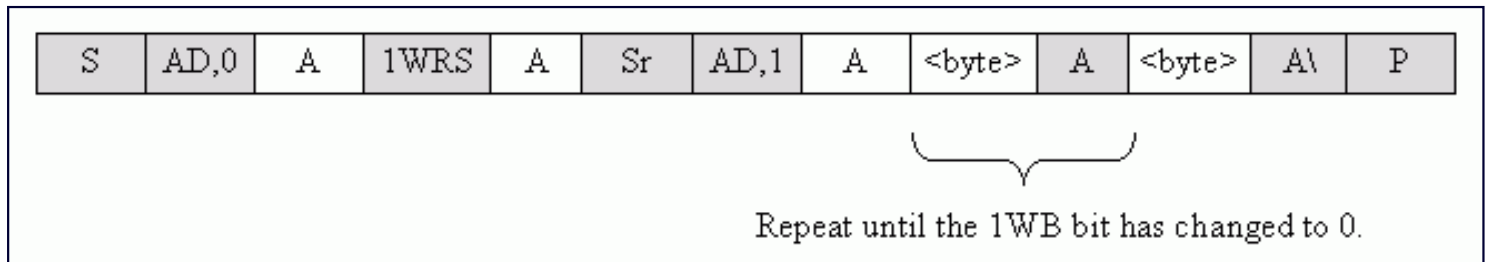 S AD,0 A 1WRS A Sr AD,1 A <byte> A <byte> A\ P
Repeat until the 1WB bit has changed to 0.